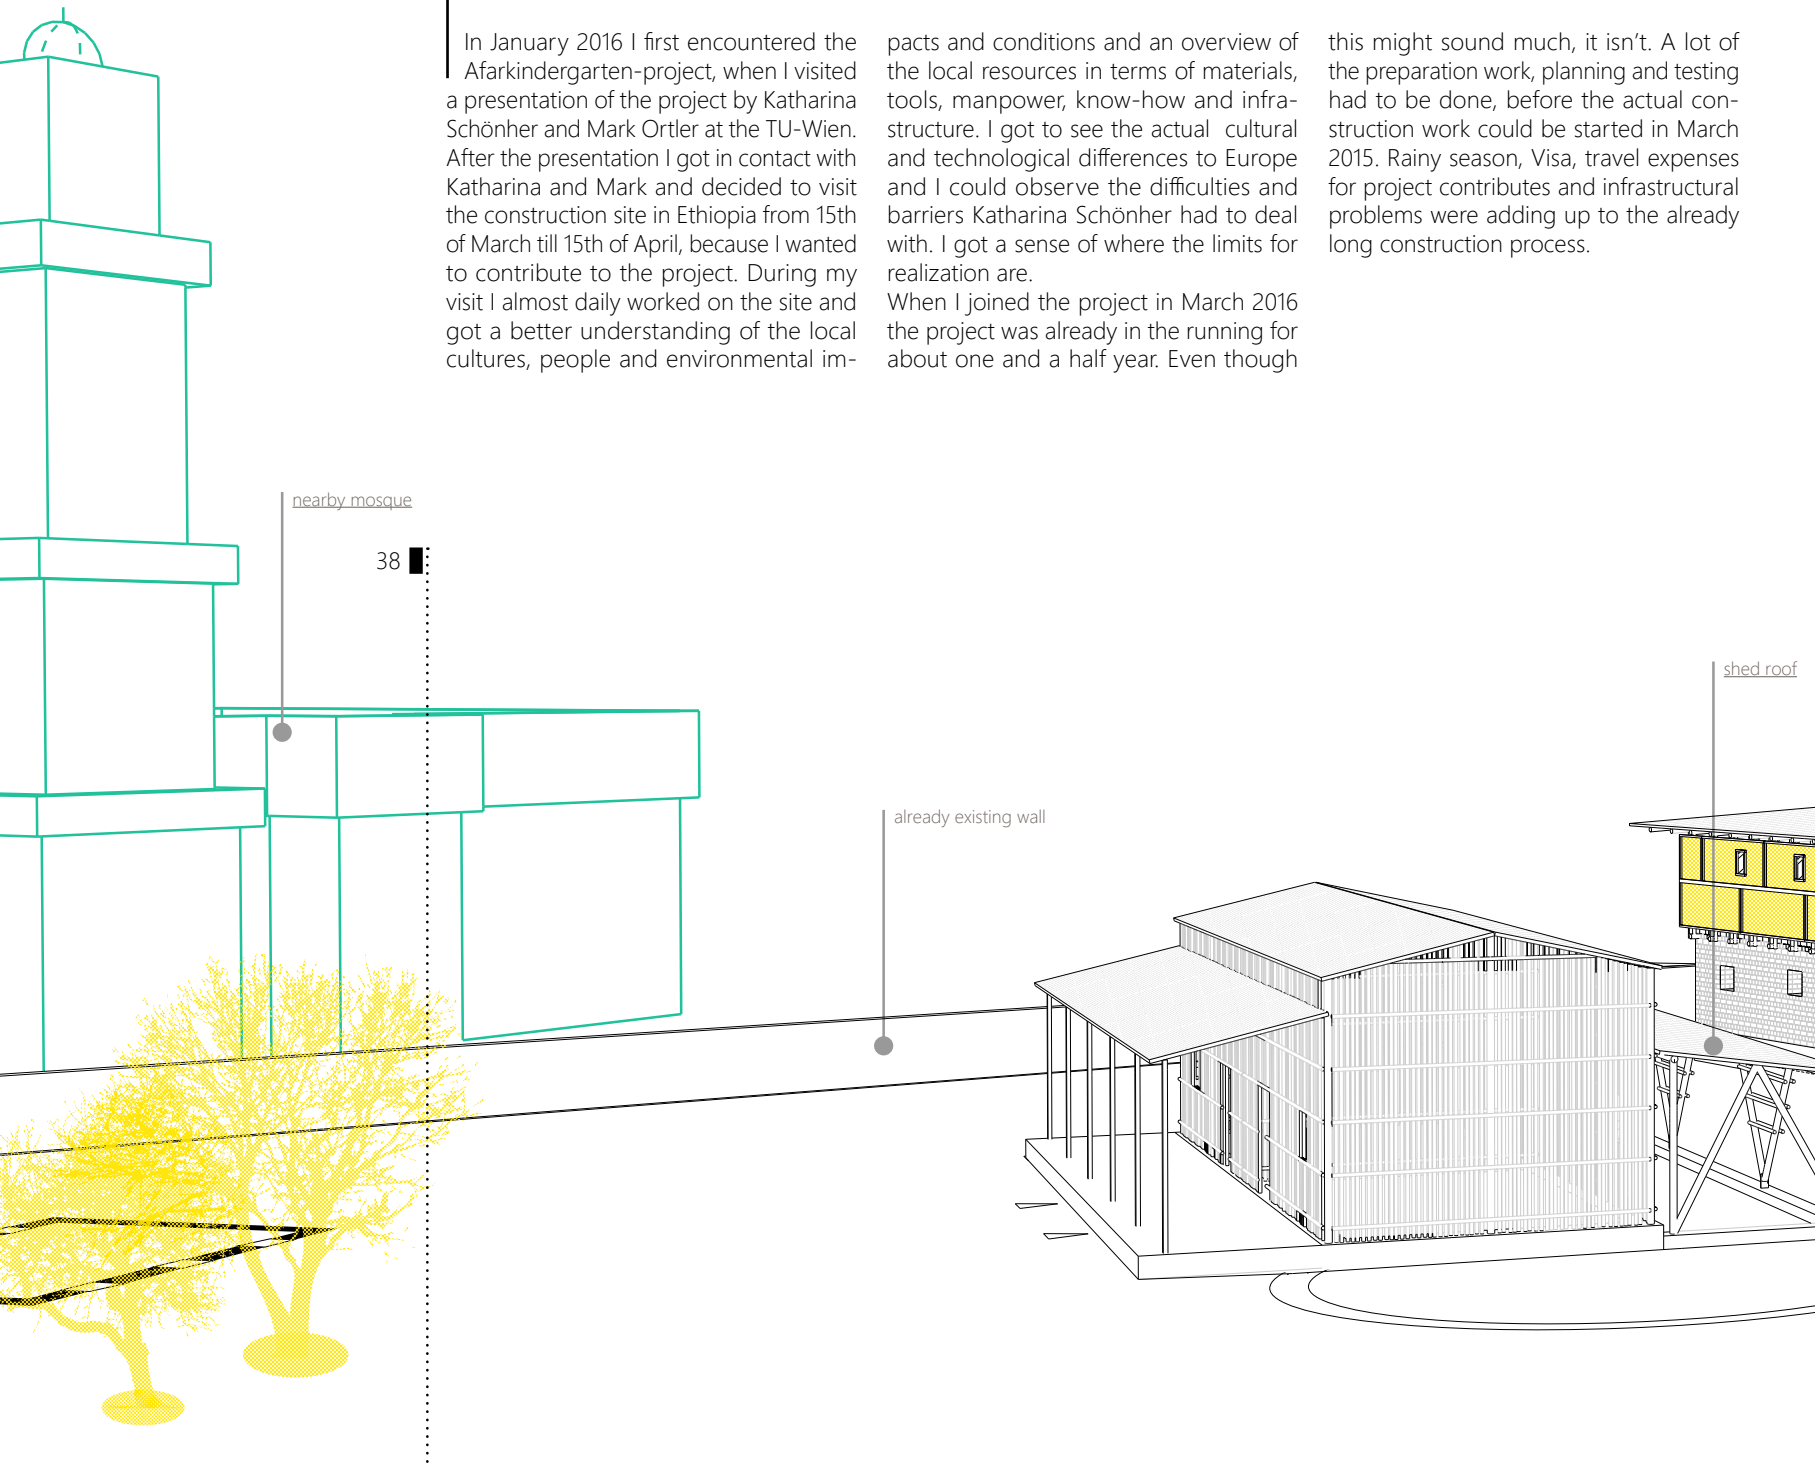 In January 2016 I first encountered the
Afarkindergarten-project, when I visited
a presentation of the project by Katharina
Schönher and Mark Ortler at the TU-Wien.
After the presentation I got in contact with
Katharina and Mark and decided to visit
the construction site in Ethiopia from 15th
of March till 15th of April, because I wanted
to contribute to the project. During my
visit I almost daily worked on the site and
got a better understanding of the local
cultures, people and environmental im-
pacts and conditions and an overview of
the local resources in terms of materials,
tools, manpower, know-how and infra-
structure. I got to see the actual cultural
and technological differences to Europe
and I could observe the difficulties and
barriers Katharina Schönher had to deal
with. I got a sense of where the limits for
realization are.
When I joined the project in March 2016
the project was already in the running for
about one and a half year. Even though
this might sound much, it isn't. A lot of
the preparation work, planning and testing
had to be done, before the actual con-
struction work could be started in March
2015. Rainy season, Visa, travel expenses
for project contributes and infrastructural
problems were adding up to the already
long construction process.
nearby mosque
38
shed roof
already existing wall